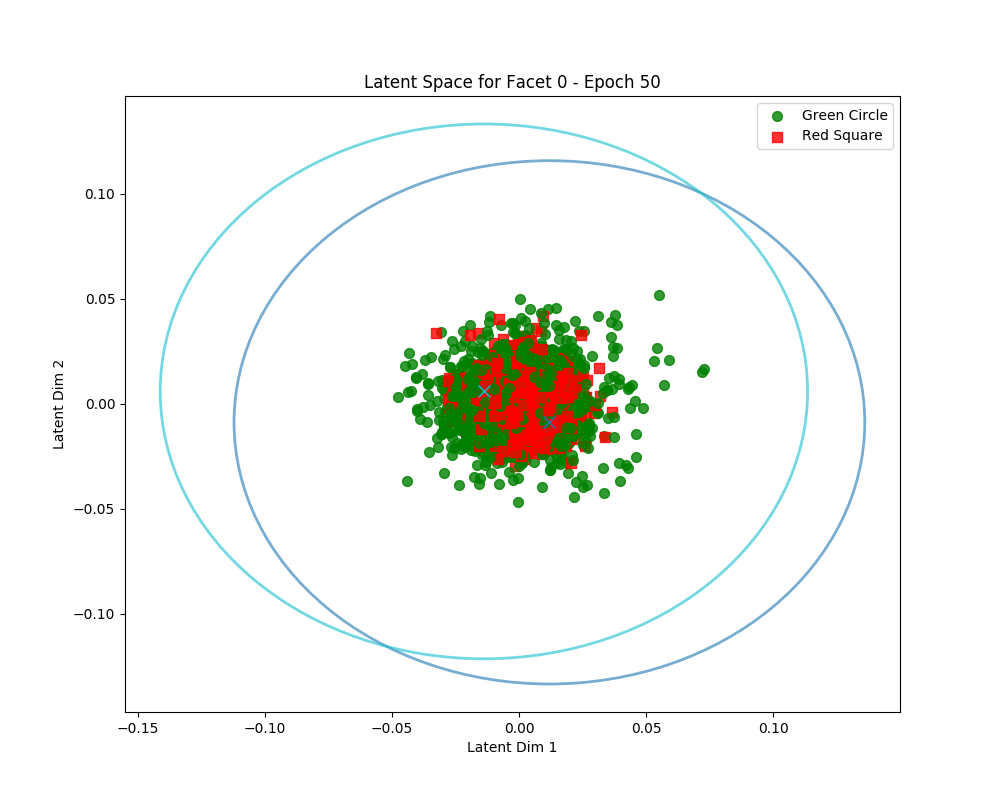 Latent Space for Facet 0 - Epoch 50
Green Circle
Red Square
0.10
0.05
0.00
−0.05
−0.10
Latent Dim 2
−0.15
−0.10
−0.05
0.00
0.05
0.10
Latent Dim 1